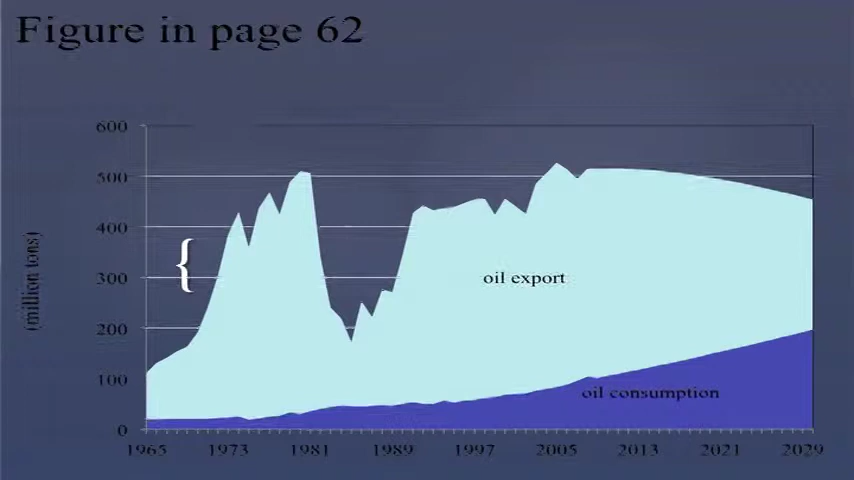 Figure in page 62
600
500
400
300
200
100
0
(million tons)
{
oil export
oil consumption
1965 1973 1981 1989 1997 2005 2013 2021 2029